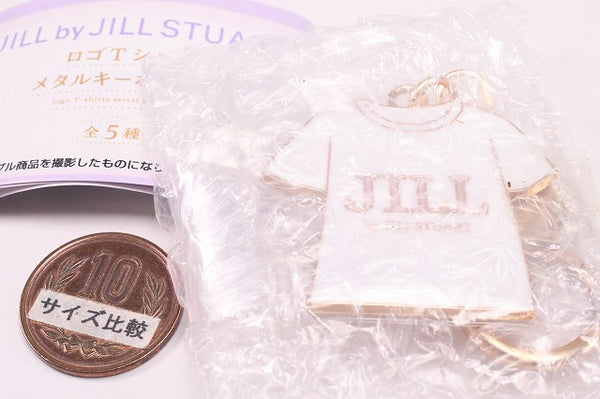 JILL by JILL STUA
ロゴTシ
メタルキーホ
logo T-shirts metal k
全5種
プル商品を撮影したものにな
10
サイズ比較
JILL
JILL STUART